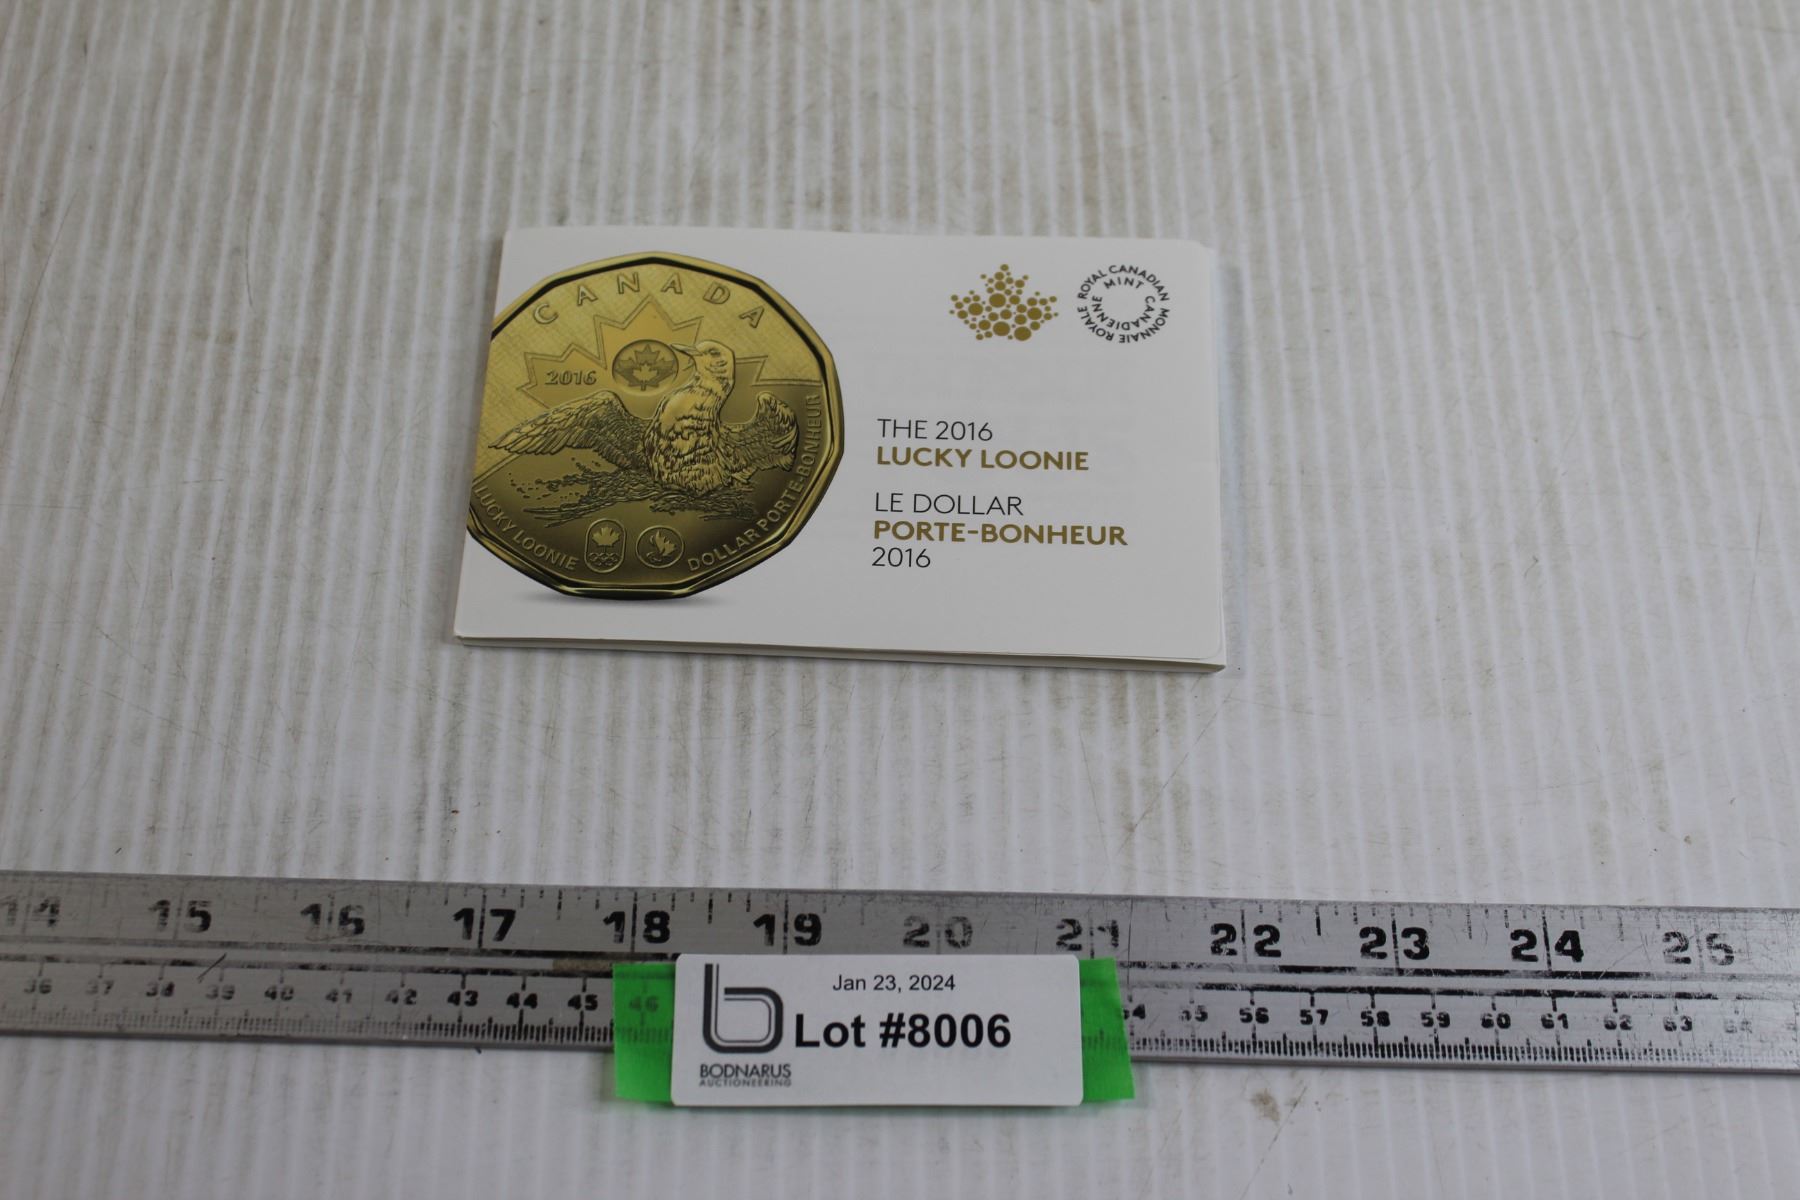 CANADA
2016
LUCKY LOONIE
DOLLAR PORTE-BONHEUR
ROYAL CANADIAN MINT
MONNAIE ROYALE CANADIENNE
THE 2016
LUCKY LOONIE
LE DOLLAR
PORTE-BONHEUR
2016
14 15 16 17 18 19 20 21 22 23 24 25
36 37 38 39 40 41 42 43 44 45 46 54 55 56 57 58 59 60 61 62 63 64
Jan 23, 2024
Lot #8006
BODNARUS
AUCTIONEERING